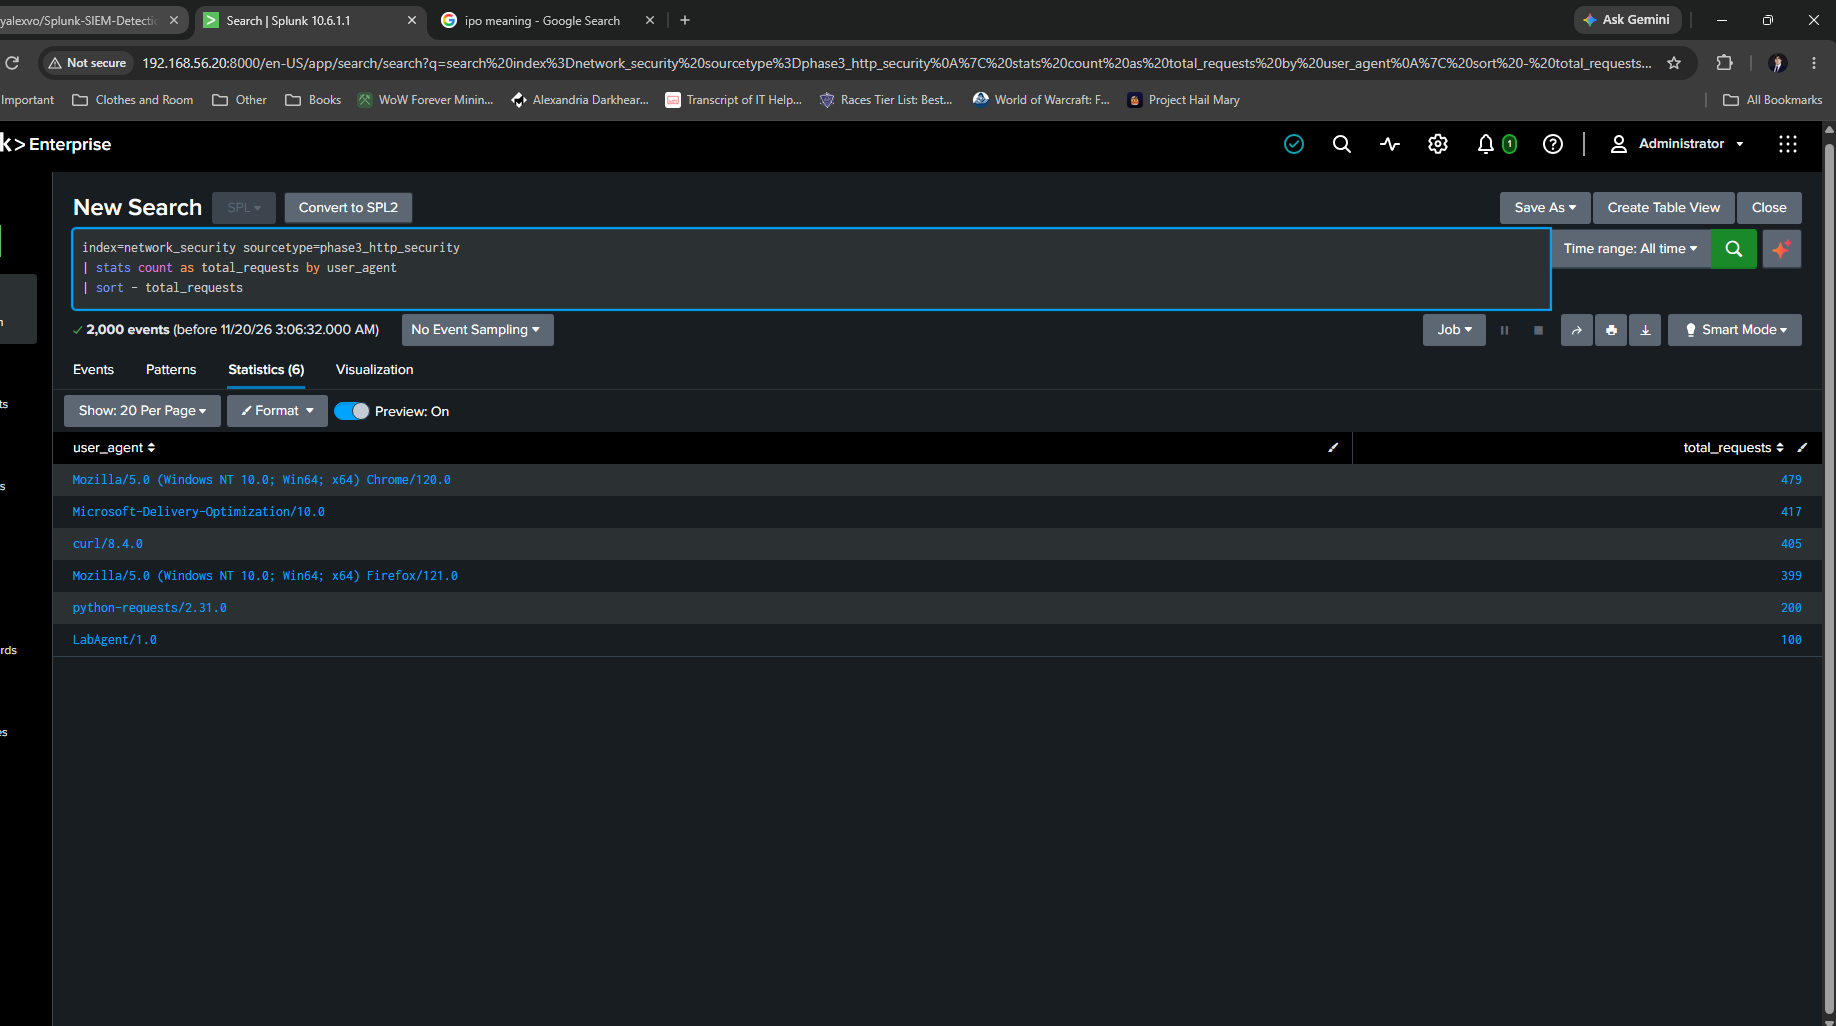 yalexvo/Splunk-SIEM-Detectic
Search | Splunk 10.6.1.1
ipo meaning - Google Search
Ask Gemini
Not secure
192.168.56.20:8000/en-US/app/search/search?q=search%20index%3Dnetwork_security%20sourcetype%3Dphase3_http_security%0A%7C%20stats%20count%20as%20total_requests%20by%20user_agent%0A%7C%20sort%20-%20total_requests...
Important
Clothes and Room
Other
Books
WoW Forever Minin...
Alexandria Darkhear...
Transcript of IT Help...
Races Tier List: Best...
World of Warcraft: F...
Project Hail Mary
All Bookmarks
k>Enterprise
1
Administrator
New Search
SPL
Convert to SPL2
Save As
Create Table View
Close
index=network_security sourcetype=phase3_http_security
| stats count as total_requests by user_agent
| sort - total_requests
Time range: All time
2,000 events (before 11/20/26 3:06:32.000 AM)
No Event Sampling
Job
Smart Mode
Events
Patterns
Statistics (6)
Visualization
Show: 20 Per Page
Format
Preview: On
user_agent
total_requests
Mozilla/5.0 (Windows NT 10.0; Win64; x64) Chrome/120.0 479
Microsoft-Delivery-Optimization/10.0 417
curl/8.4.0 405
Mozilla/5.0 (Windows NT 10.0; Win64; x64) Firefox/121.0 399
python-requests/2.31.0 200
LabAgent/1.0 100
n
ts
s
rds
es